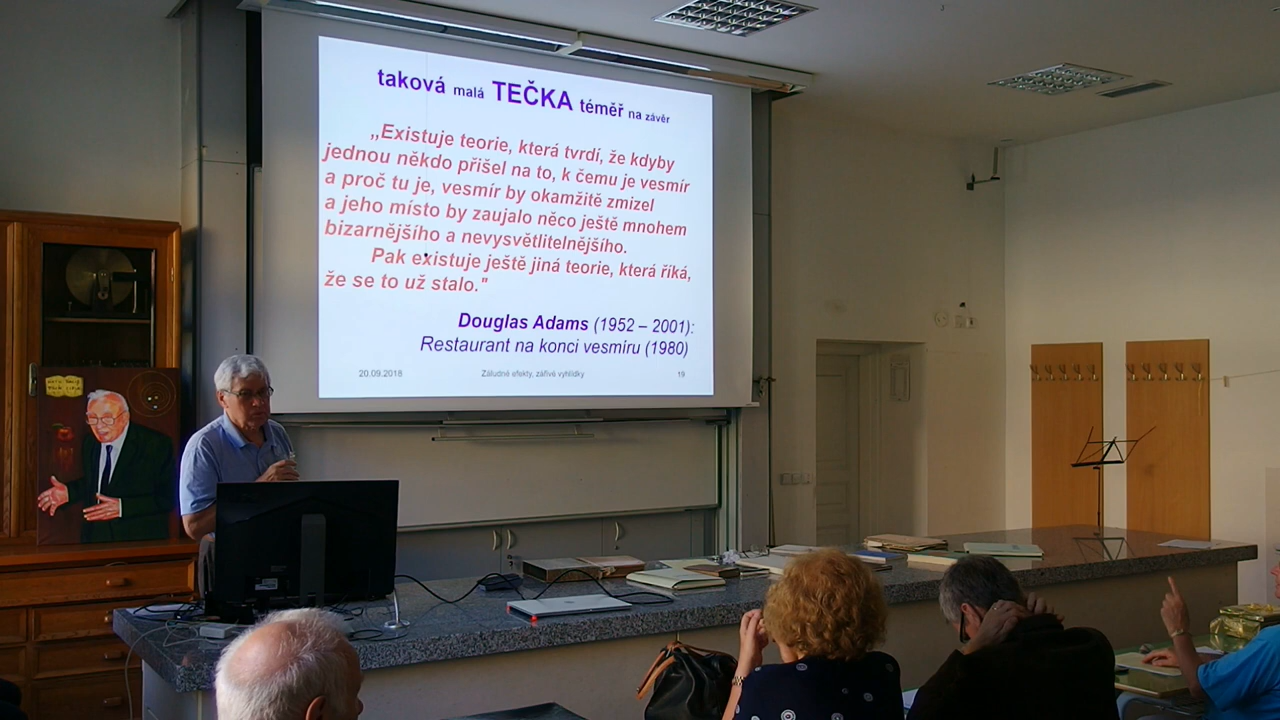 taková malá TEČKA téměř na závěr
„Existuje teorie, která tvrdí, že kdyby
jednou někdo přišel na to, k čemu je vesmír
a proč tu je, vesmír by okamžitě zmizel
a jeho místo by zaujalo něco ještě mnohem
bizarnějšího a nevysvětlitelnějšího.
Pak existuje ještě jiná teorie, která říká,
že se to už stalo."
Douglas Adams (1952 – 2001):
Restaurant na konci vesmíru (1980)
20.09.2018 Záludné efekty, zářivé vyhlídky 19